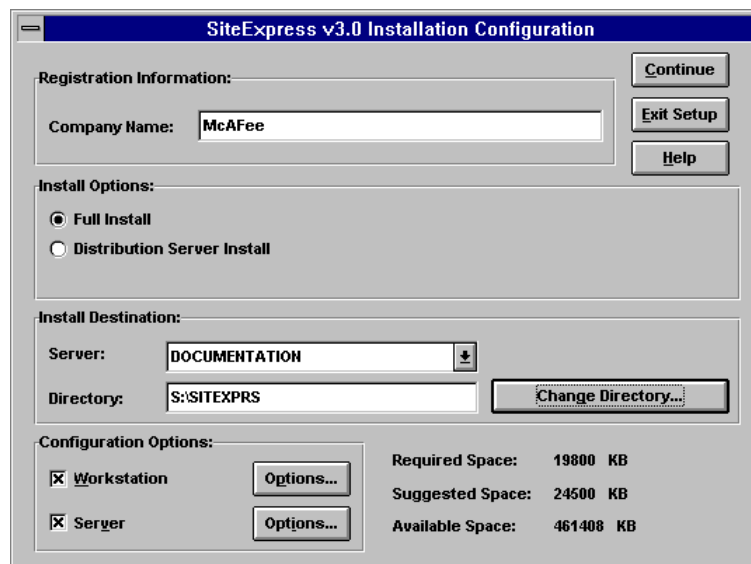 SiteExpress v3.0 Installation Configuration
Registration Information:
Company Name: McAFee
Continue
Exit Setup
Help
Install Options:
Full Install
Distribution Server Install
Install Destination:
Server: DOCUMENTATION
Directory: S:\SITEXPRS
Change Directory...
Configuration Options:
Workstation Options...
Server Options...
Required Space: 19800 KB
Suggested Space: 24500 KB
Available Space: 461408 KB